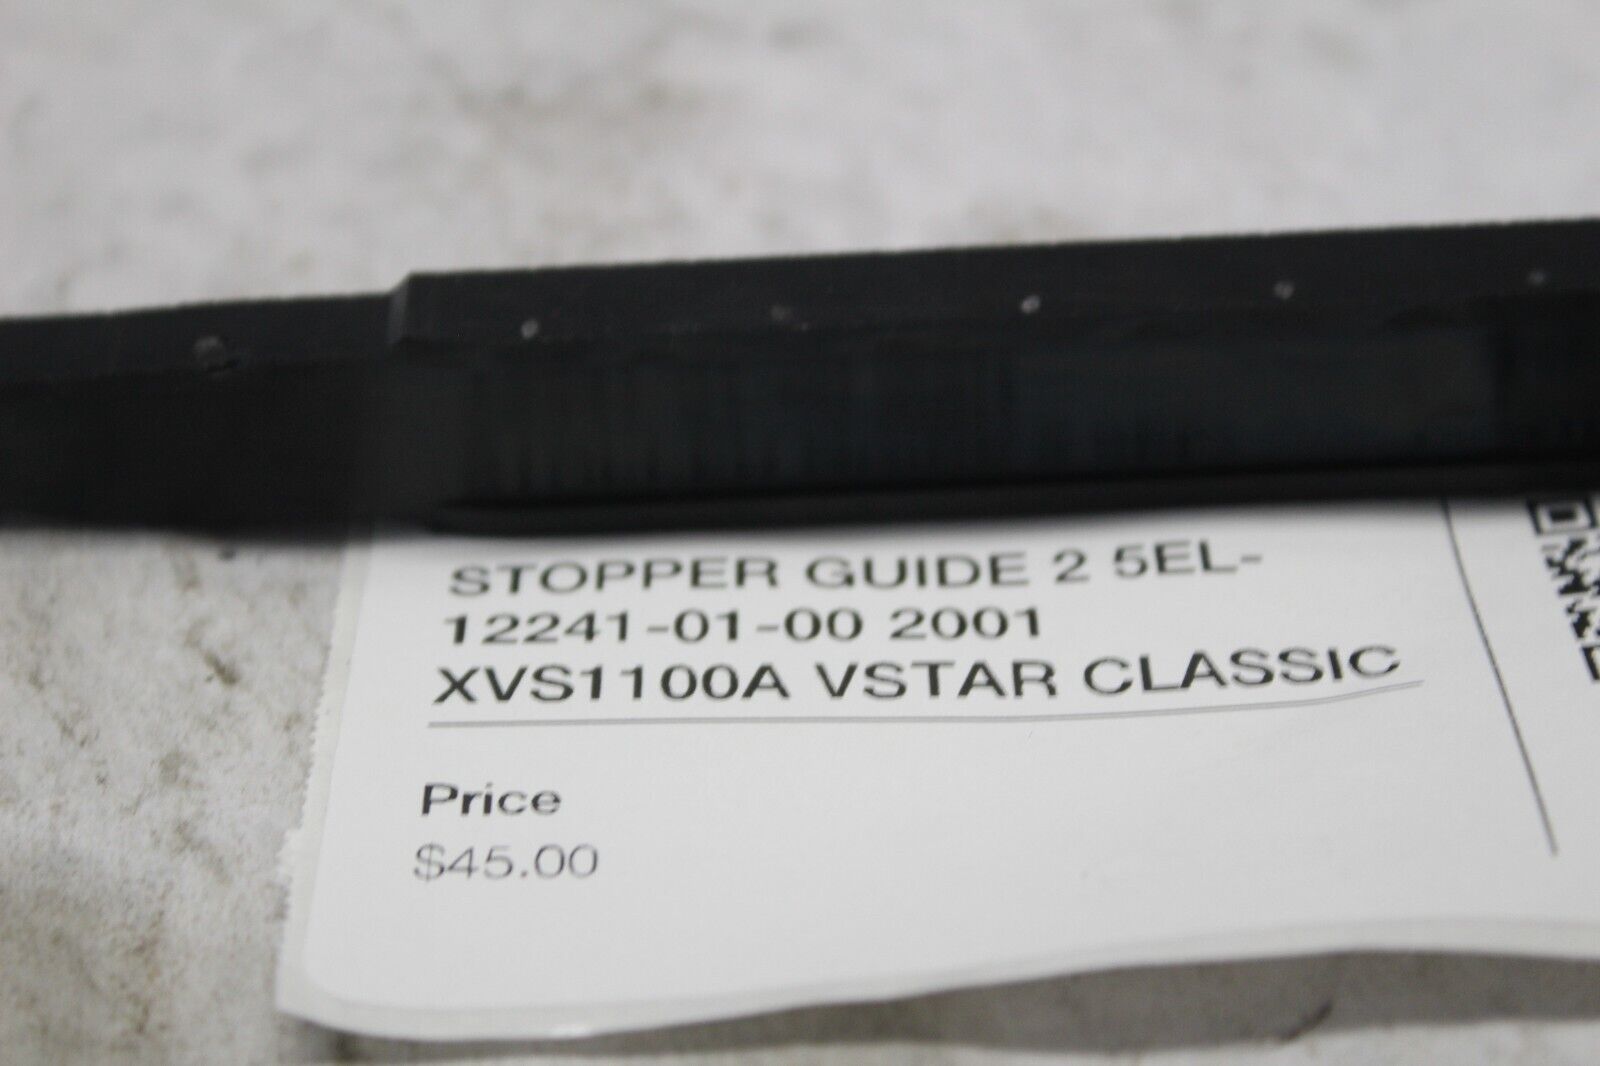 STOPPER GUIDE 2 5EL-
12241-01-00 2001
XVS1100A VSTAR CLASSIC
Price
$45.00